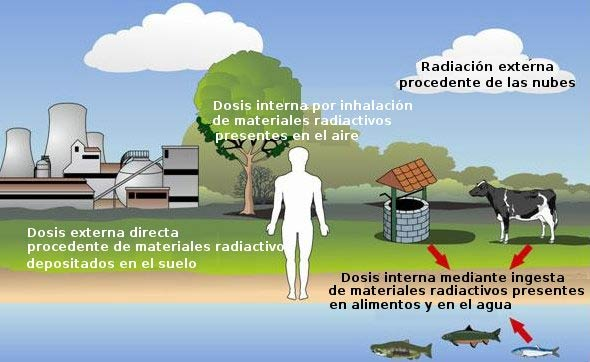 Radiación externa
procedente de las nubes
Dosis interna por inhalación
de materiales radiactivos
presentes en el aire
Dosis externa directa
procedente de materiales radiactivo
depositados en el suelo
Dosis interna mediante ingesta
de materiales radiactivos presentes
en alimentos y en el agua